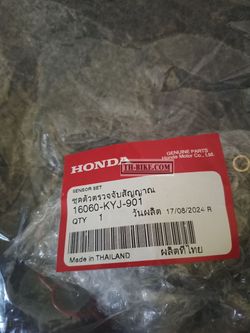 TH-BIKE.COM
HONDA
GENUINE PARTS
Honda Motor Co., Ltd.
SENSOR SET
ชุดตัวตรวจจับสัญญาณ
16060-KYJ-901
QTY 1 วันผลิต 17/08/2024 R
Made in THAILAND ผลิตที่ไทย